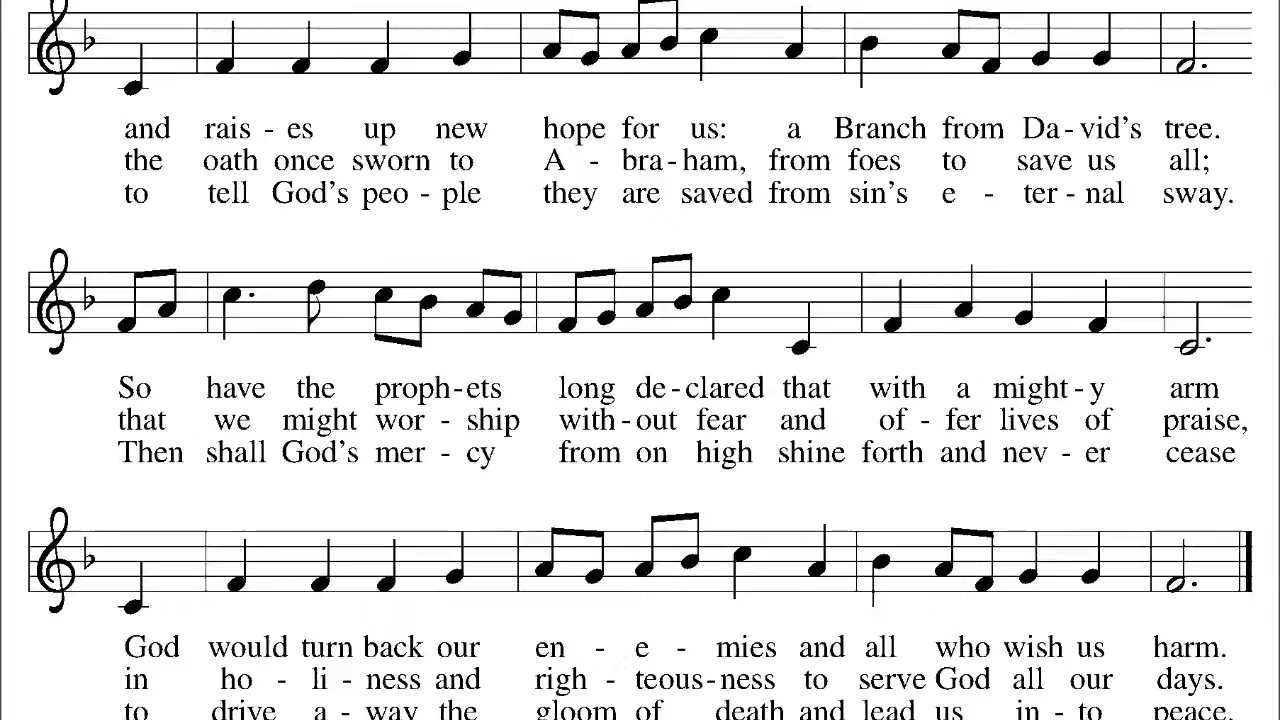 and rais - es up new hope for us: a Branch from Da - vid's tree.
the oath once sworn to A - bra - ham, from foes to save us all;
to tell God's peo - ple they are saved from sin's e - ter - nal sway.
So have the proph - ets long de - clared that with a might - y arm
that we might wor - ship with - out fear and of - fer lives of praise,
Then shall God's mer - cy from on high shine forth and nev - er cease
God would turn back our en - e - mies and all who wish us harm.
in ho - li - ness and righ - teous - ness to serve God all our days.
to drive a - way the gloom of death and lead us in - to peace.